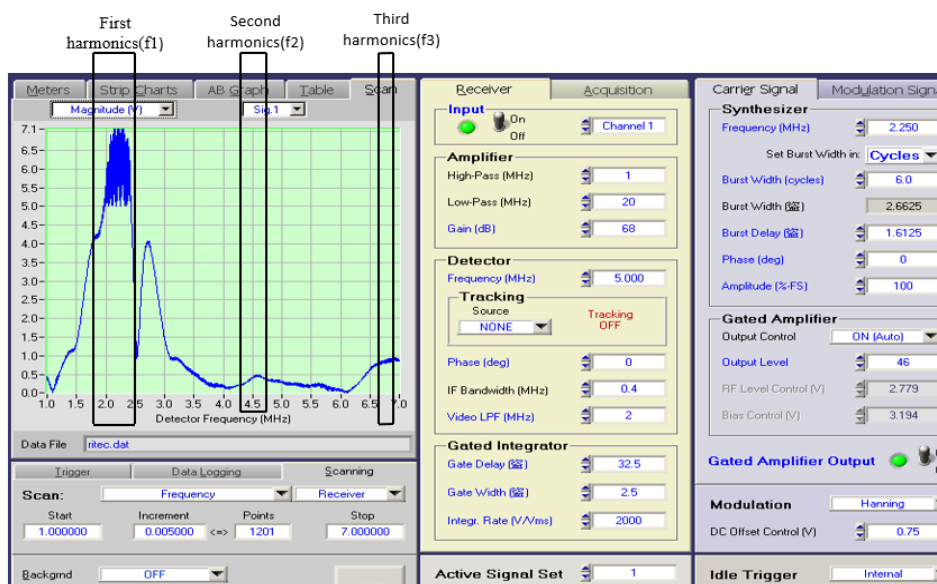 First
harmonics(f1)
Second
harmonics(f2)
Third
harmonics(f3)
Meters
Strip Charts
AB Graph
Table
Scan
Magnitude (V)
Sig.1
7.1
6.5
6.0
5.5
5.0
4.5
4.0
3.5
3.0
2.5
2.0
1.5
1.0
0.5
0.0
1.0 1.5 2.0 2.5 3.0 3.5 4.0 4.5 5.0 5.5 6.0 6.5 7.0
Detector Frequency (MHz)
Data File ritec.dat
Trigger
Data Logging
Scanning
Scan: Frequency Receiver
Start Increment Points Stop
1.000000 0.005000 <=> 1201 7.000000
Backgrnd OFF
Receiver
Acquisition
Input
On
Off
Channel 1
Amplifier
High-Pass (MHz) 1
Low-Pass (MHz) 20
Gain (dB) 68
Detector
Frequency (MHz) 5.000
Tracking
Source
NONE
Tracking
OFF
Phase (deg) 0
IF Bandwidth (MHz) 0.4
Video LPF (MHz) 2
Gated Integrator
Gate Delay (鲻) 32.5
Gate Width (鲻) 2.5
Integr. Rate (V/Vms) 2000
Active Signal Set 1
Carrier Signal
Modulation Signa
Synthesizer
Frequency (MHz) 2.250
Set Burst Width in: Cycles
Burst Width (cycles) 6.0
Burst Width 2.6625
Burst Delay 1.6125
Phase (deg) 0
Amplitude (%-FS) 100
Gated Amplifier
Output Control ON (Auto)
Output Level 46
RF Level Control (V) 2.779
Bias Control (V) 3.194
Gated Amplifier Output
Modulation Hanning
DC Offset Control (V) 0.75
Idle Trigger Internal